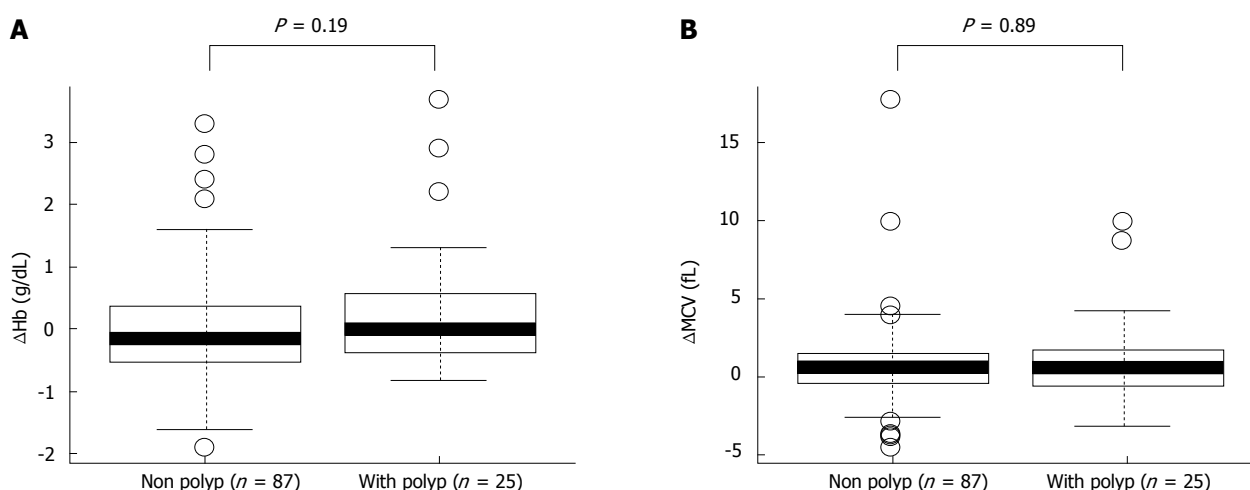 A
P = 0.19
ΔHb (g/dL)
3
2
1
0
-1
-2
Non polyp (n = 87)
With polyp (n = 25)
B
P = 0.89
ΔMCV (fL)
15
10
5
0
-5
Non polyp (n = 87)
With polyp (n = 25)